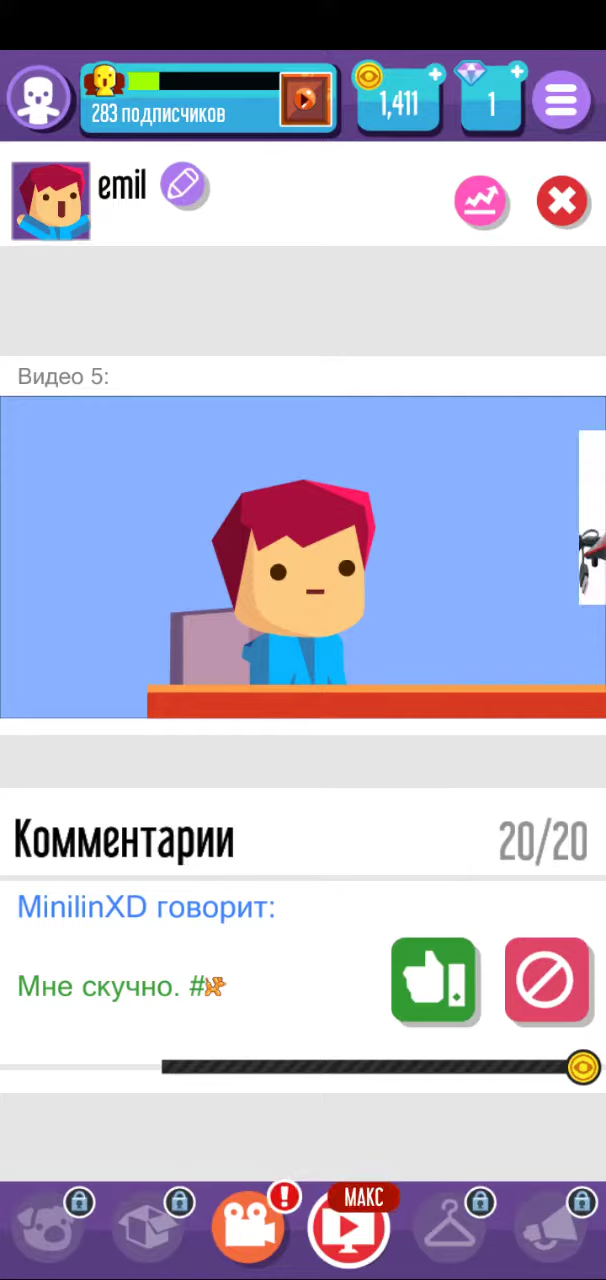 283 подписчиков
1,411
1
emil
Видео 5:
Комментарии
20/20
MinilinXD говорит:
Мне скучно. #
МАКС